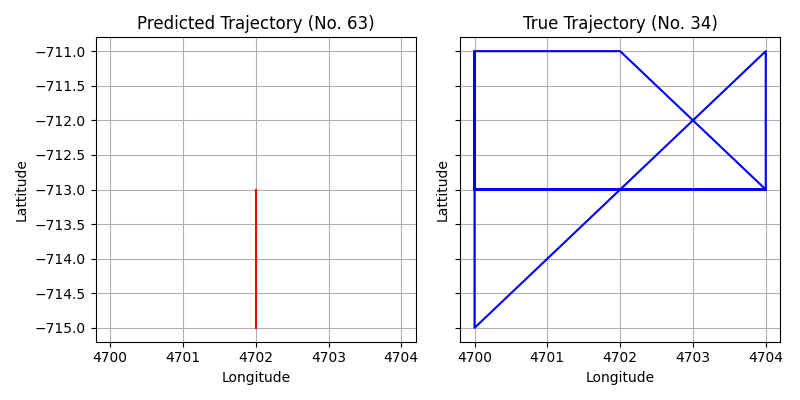 Predicted Trajectory (No. 63)
−711.0
−711.5
−712.0
−712.5
−713.0
−713.5
−714.0
−714.5
−715.0
Lattitude
4700 4701 4702 4703 4704
Longitude
True Trajectory (No. 34)
Lattitude
4700 4701 4702 4703 4704
Longitude